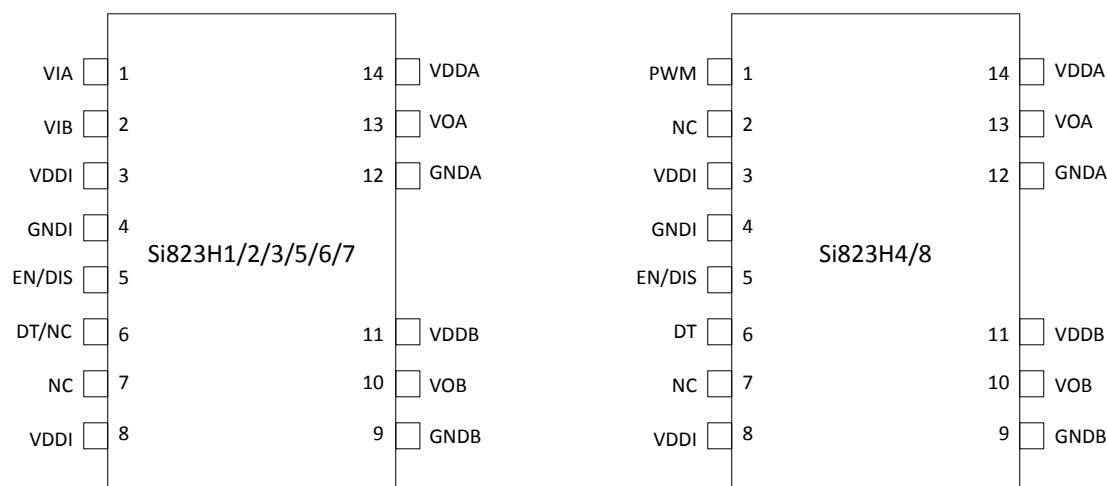 VIA 1 14 VDDA
VIB 2 13 VOA
VDDI 3 12 GNDA
GNDI 4
Si823H1/2/3/5/6/7
EN/DIS 5
DT/NC 6 11 VDDB
NC 7 10 VOB
VDDI 8 9 GNDB
PWM 1 14 VDDA
NC 2 13 VOA
VDDI 3 12 GNDA
GNDI 4
Si823H4/8
EN/DIS 5
DT 6 11 VDDB
NC 7 10 VOB
VDDI 8 9 GNDB